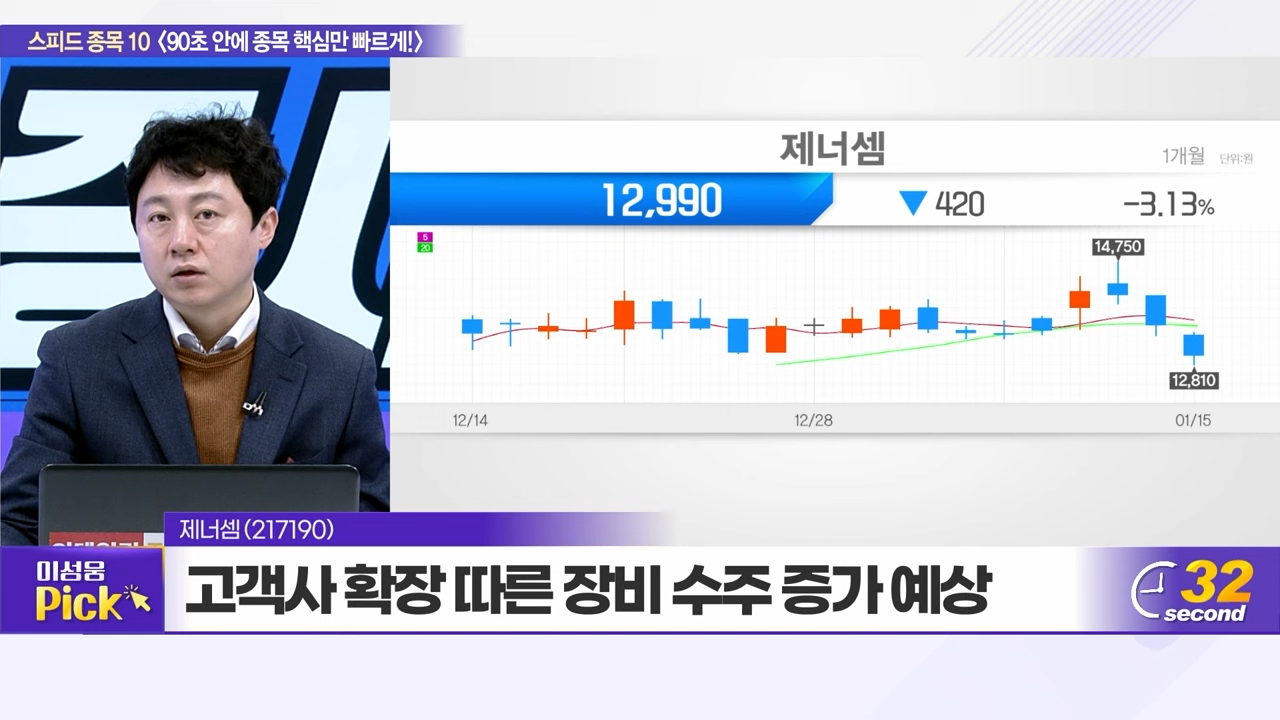 스피드 종목 10 〈90초 안에 종목 핵심만 빠르게!〉
제너셈
1개월 단위:원
12,990 ▼ 420 -3.13%
5
20
14,750
12,810
12/14 12/28 01/15
제너셈(217190)
이성웅
Pick
고객사 확장 따른 장비 수주 증가 예상
32
second